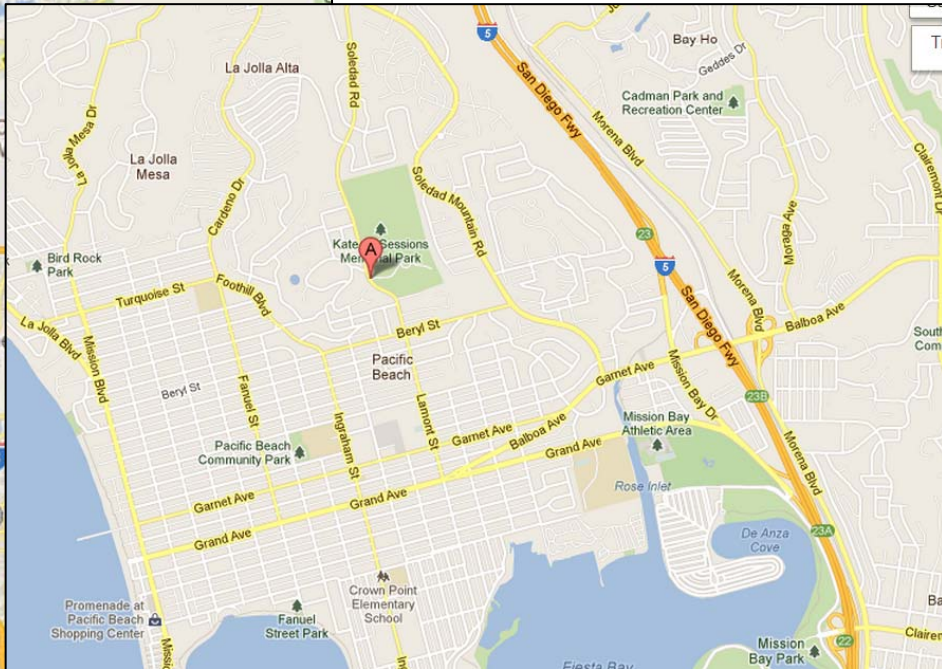 5
San Diego Fwy
Bay Ho
Geddes Dr
Cadman Park and
Recreation Center
Morena Blvd
Clairemont Dr
La Jolla Alta
Soledad Rd
La Jolla Mesa Dr
La Jolla
Mesa
Cardeno Dr
Soledad Mountain Rd
Moraga Ave
23
Bird Rock
Park
A
Turquoise St
Foothill Blvd
5
San Diego Fwy
Morena Blvd
Balboa Ave
La Jolla Blvd
Mission Blvd
Beryl St
Pacific
Beach
Garnet Ave
Mission Bay Dr
23B
Beryl St
Fanuel St
Ingraham St
Lamont St
Mission Bay
Athletic Area
Pacific Beach
Community Park
Garnet Ave
Balboa Ave
Grand Ave
Morena Blvd
Rose Inlet
Garnet Ave
Grand Ave
Grand Ave
23A
De Anza
Cove
Crown Point
Elementary
School
Promenade at
Pacific Beach
Shopping Center
Fanuel
Street Park
Mission
Bay Park
22
Fiesta Bay